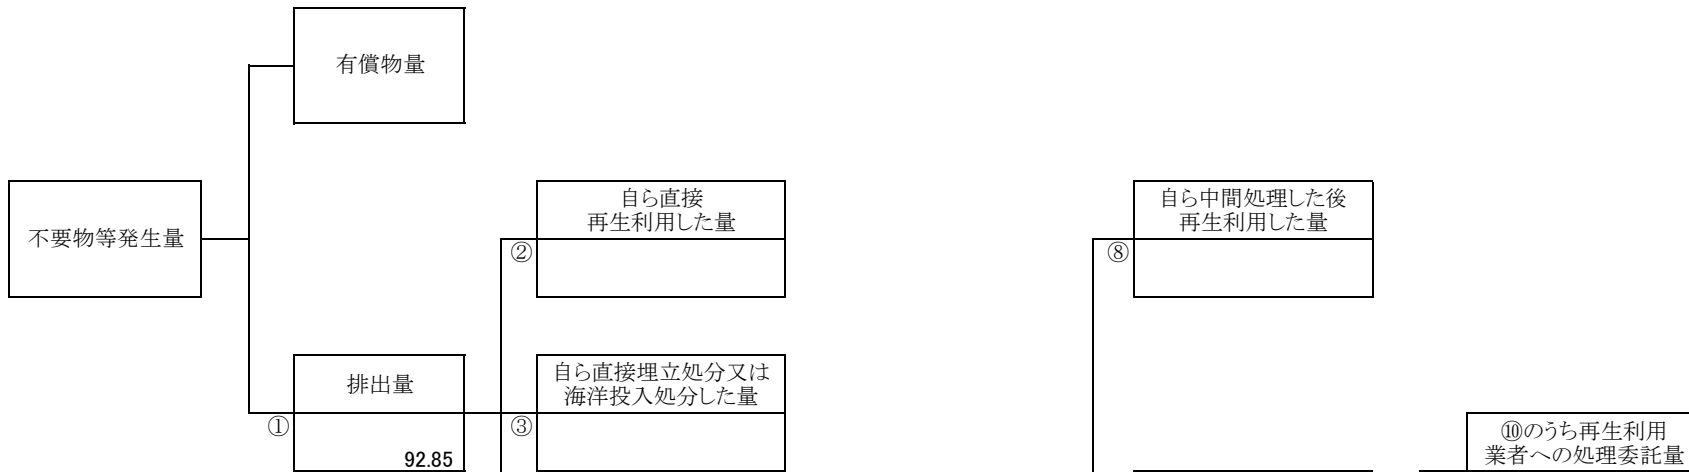 有償物量
不要物等発生量
自ら直接
再生利用した量
②
自ら中間処理した後
再生利用した量
⑧
排出量
①
92.85
自ら直接埋立処分又は
海洋投入処分した量
③
⑩のうち再生利用
業者への処理委託量